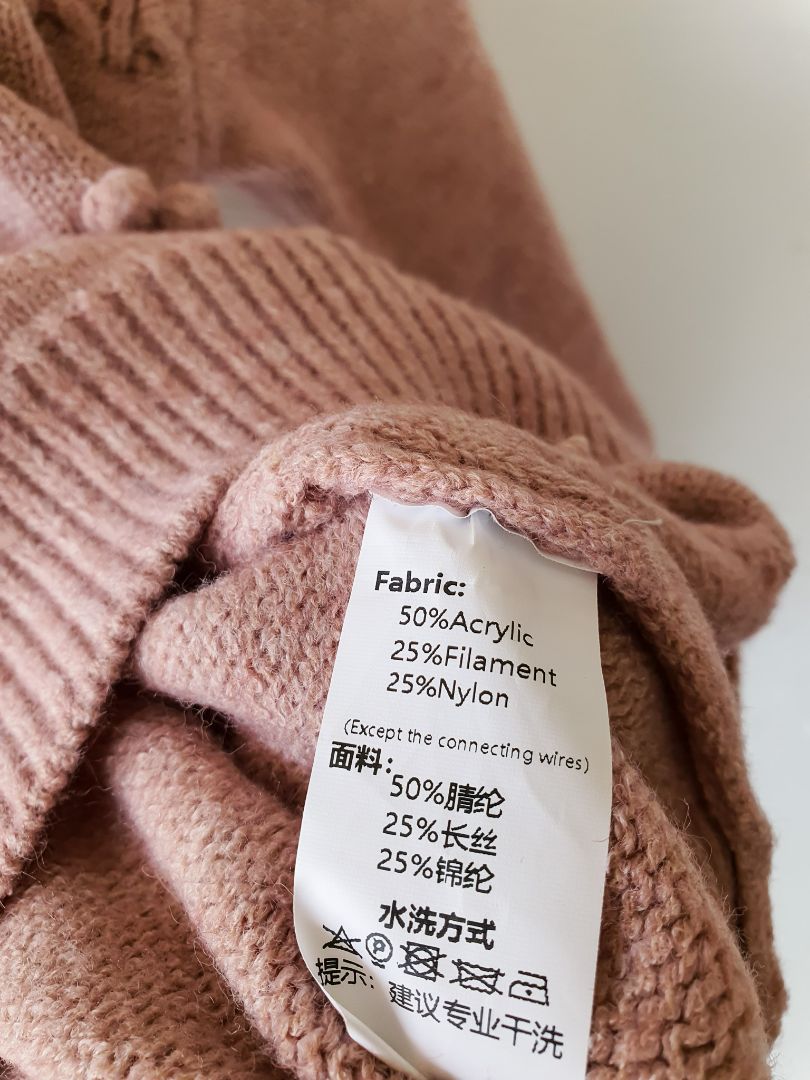 Fabric:
50%Acrylic
25%Filament
25%Nylon
(Except the connecting wires)
面料:
50%腈纶
25%长丝
25%锦纶
水洗方式
P
提示:建议专业干洗